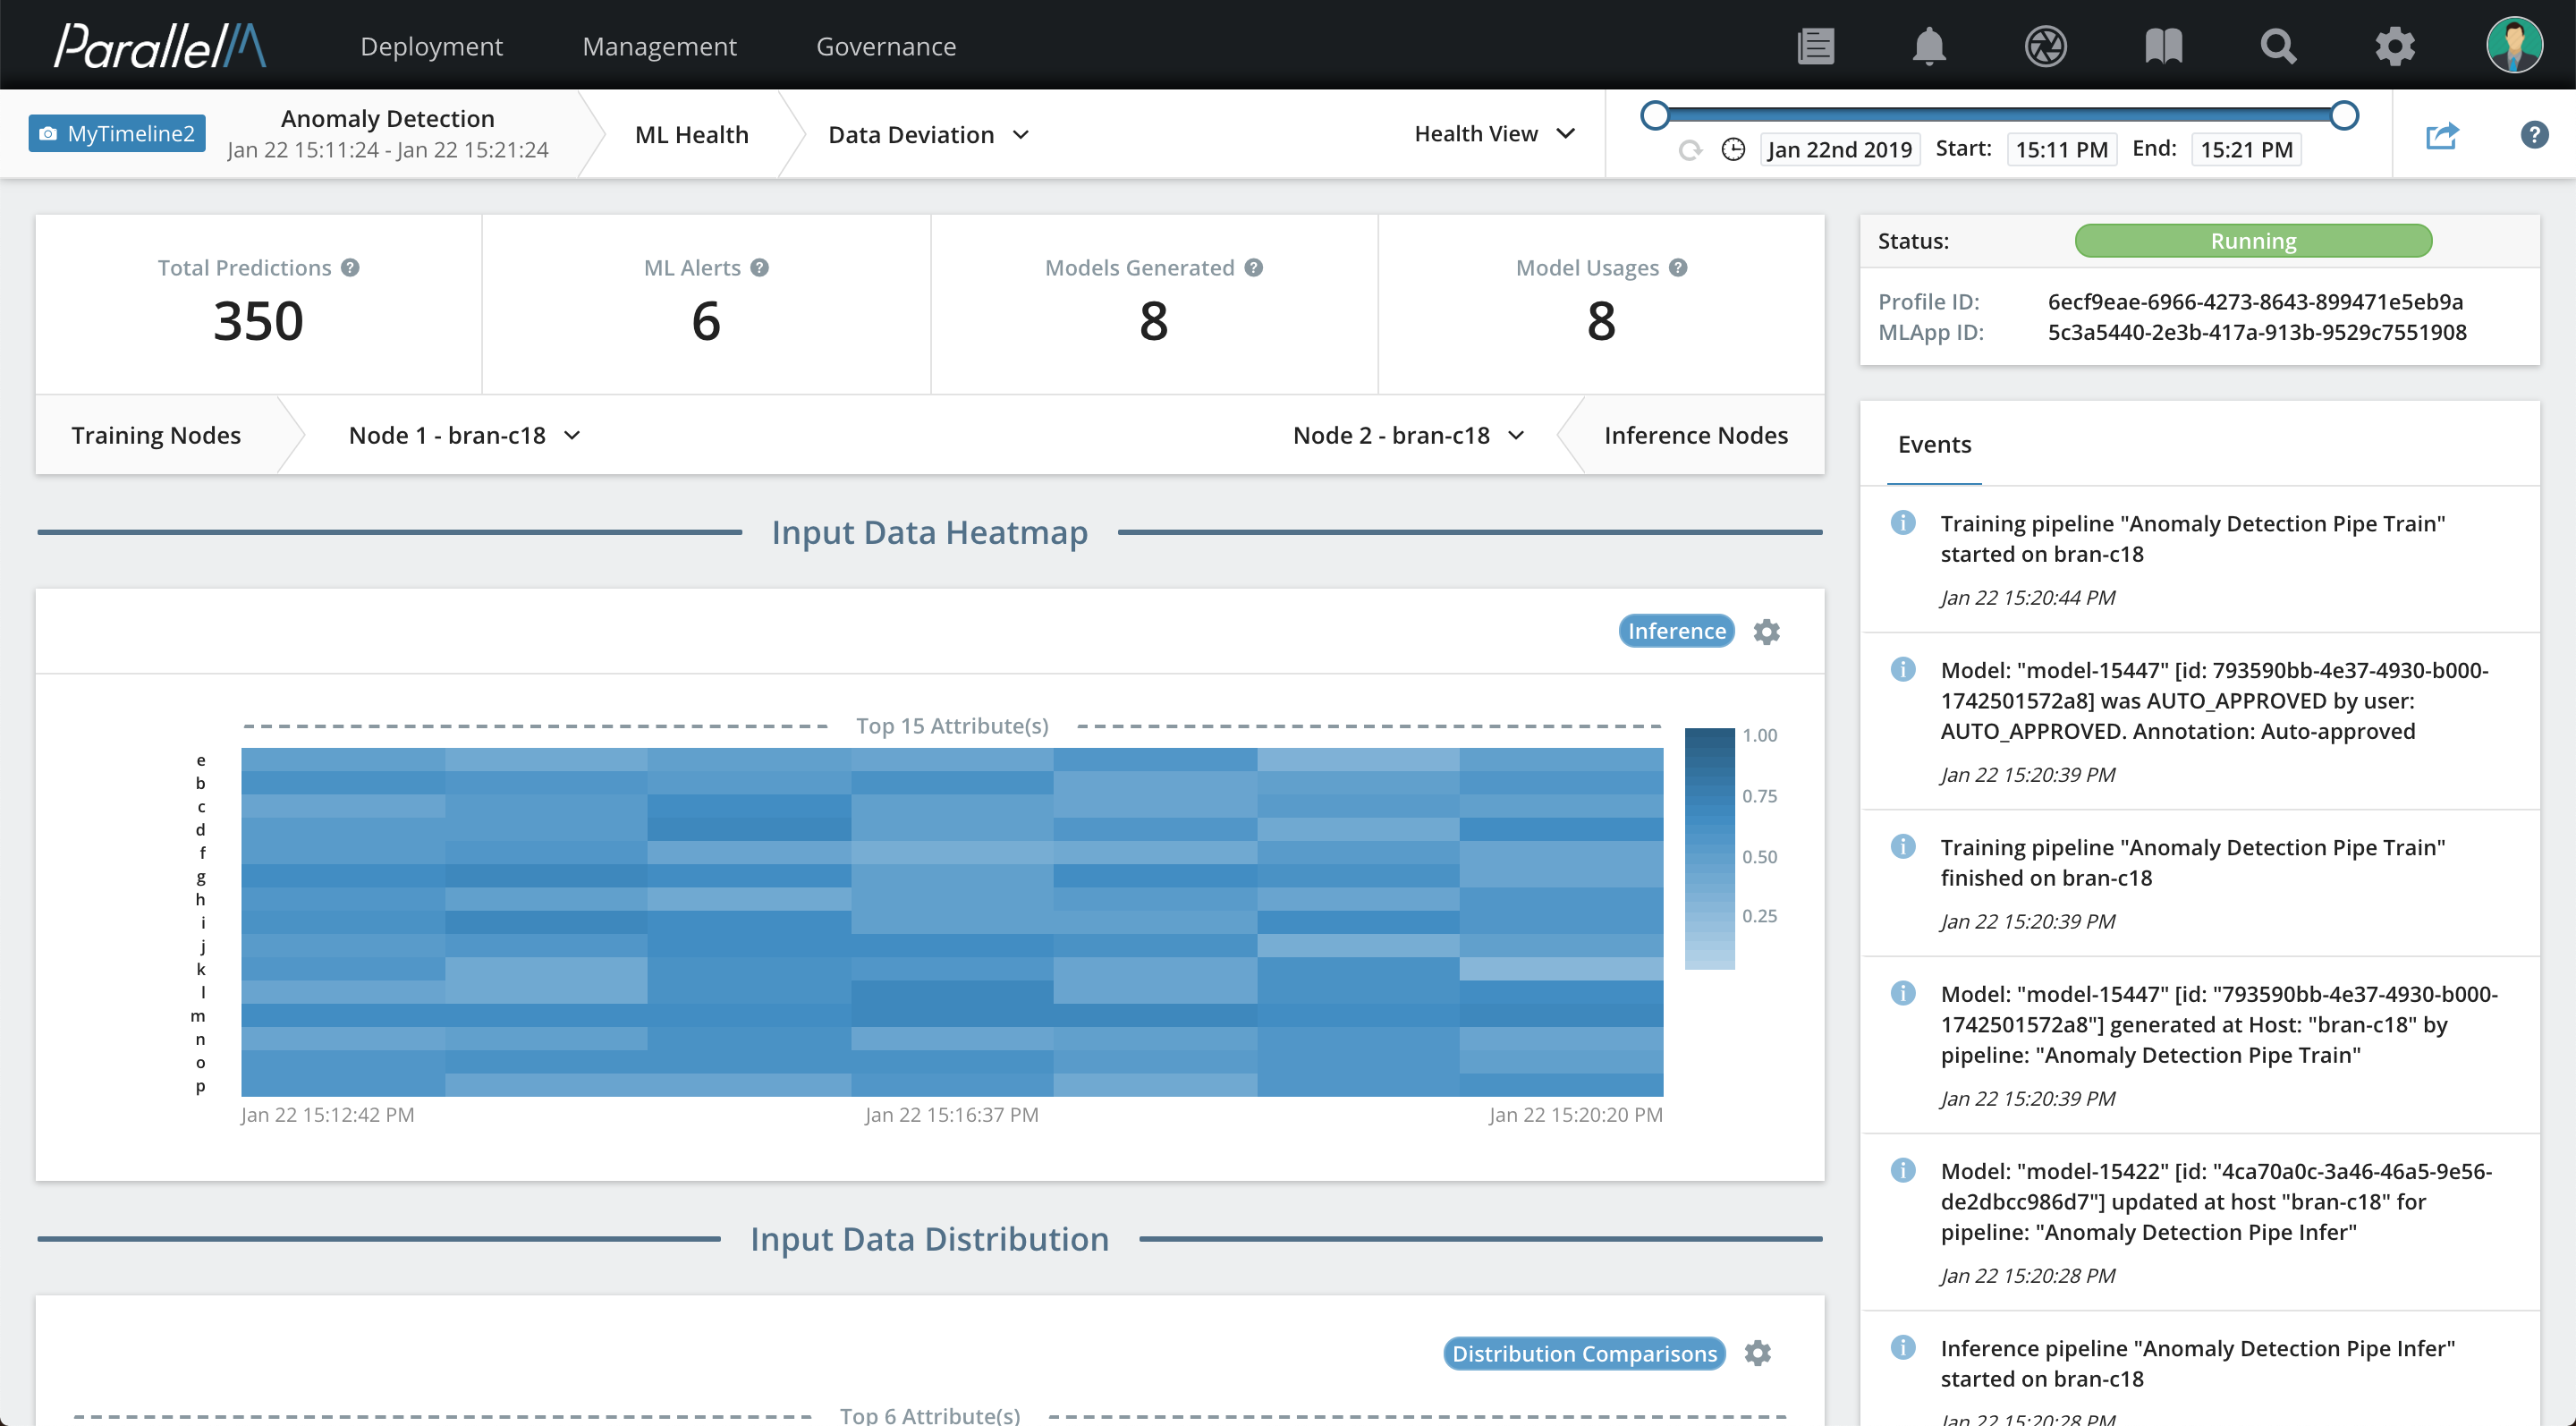 ParallelM
Deployment
Management
Governance
MyTimeline2
Anomaly Detection
Jan 22 15:11:24 - Jan 22 15:21:24
ML Health
Data Deviation
Health View
Jan 22nd 2019
Start:
15:11 PM
End:
15:21 PM
?
Total Predictions ?
350
ML Alerts ?
6
Models Generated ?
8
Model Usages ?
8
Training Nodes
Node 1 - bran-c18
Node 2 - bran-c18
Inference Nodes
Input Data Heatmap
Inference
Top 15 Attribute(s)
e
b
c
d
f
g
h
i
j
k
l
m
n
o
p
1.00
0.75
0.50
0.25
Jan 22 15:12:42 PM
Jan 22 15:16:37 PM
Jan 22 15:20:20 PM
Input Data Distribution
Distribution Comparisons
Top 6 Attribute(s)
Status:
Running
Profile ID:
6ecf9eae-6966-4273-8643-899471e5eb9a
MLApp ID:
5c3a5440-2e3b-417a-913b-9529c7551908
Events
Training pipeline "Anomaly Detection Pipe Train"
started on bran-c18
Jan 22 15:20:44 PM
Model: "model-15447" [id: 793590bb-4e37-4930-b000-
1742501572a8] was AUTO_APPROVED by user:
AUTO_APPROVED. Annotation: Auto-approved
Jan 22 15:20:39 PM
Training pipeline "Anomaly Detection Pipe Train"
finished on bran-c18
Jan 22 15:20:39 PM
Model: "model-15447" [id: "793590bb-4e37-4930-b000-
1742501572a8"] generated at Host: "bran-c18" by
pipeline: "Anomaly Detection Pipe Train"
Jan 22 15:20:39 PM
Model: "model-15422" [id: "4ca70a0c-3a46-46a5-9e56-
de2dbcc986d7"] updated at host "bran-c18" for
pipeline: "Anomaly Detection Pipe Infer"
Jan 22 15:20:28 PM
Inference pipeline "Anomaly Detection Pipe Infer"
started on bran-c18
Jan 22 15:20:28 PM